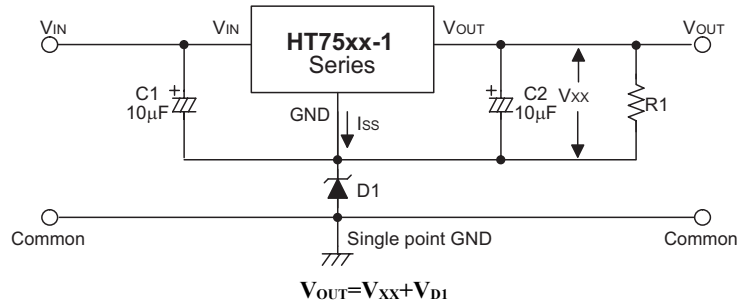 VIN VIN HT75xx-1 VOUT VOUT
Series
C1 + 10μF
GND ISS
+ C2 10μF
VXX
R1
D1
Common Single point GND Common
VOUT=VXX+VD1